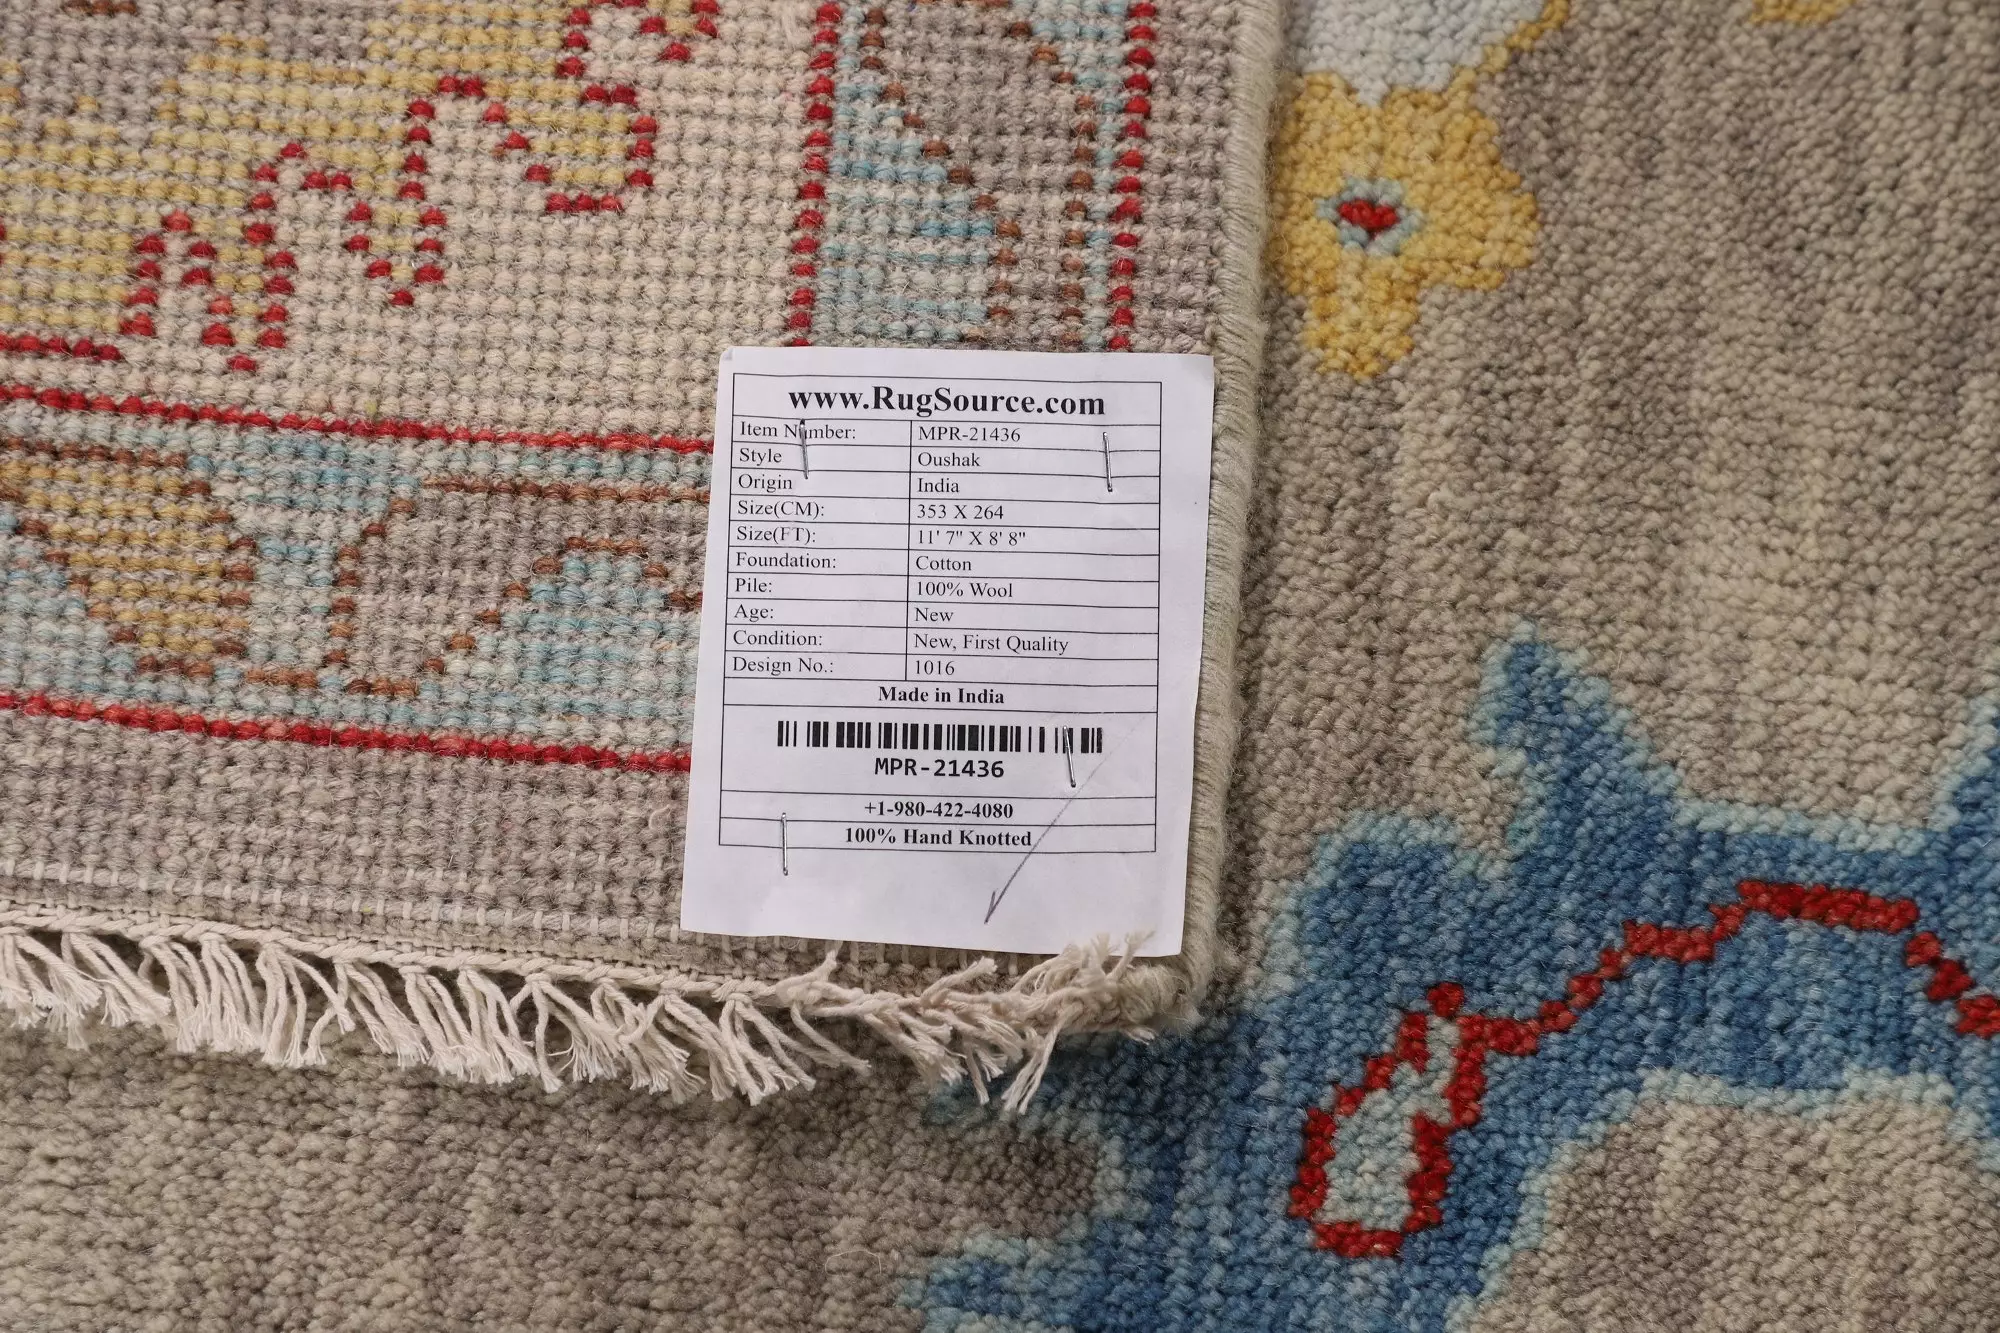 www.RugSource.com
Item Number: MPR-21436
Style Oushak
Origin India
Size(CM): 353 X 264
Size(FT): 11' 7" X 8' 8"
Foundation: Cotton
Pile: 100% Wool
Age: New
Condition: New, First Quality
Design No.: 1016
Made in India
MPR-21436
+1-980-422-4080
100% Hand Knotted